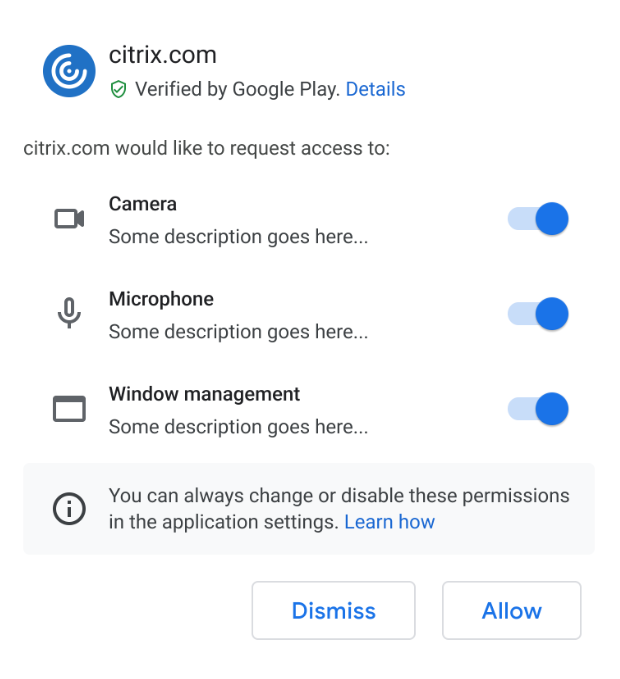 citrix.com
Verified by Google Play. Details
citrix.com would like to request access to:
Camera
Some description goes here...
Microphone
Some description goes here...
Window management
Some description goes here...
You can always change or disable these permissions
in the application settings. Learn how
Dismiss
Allow